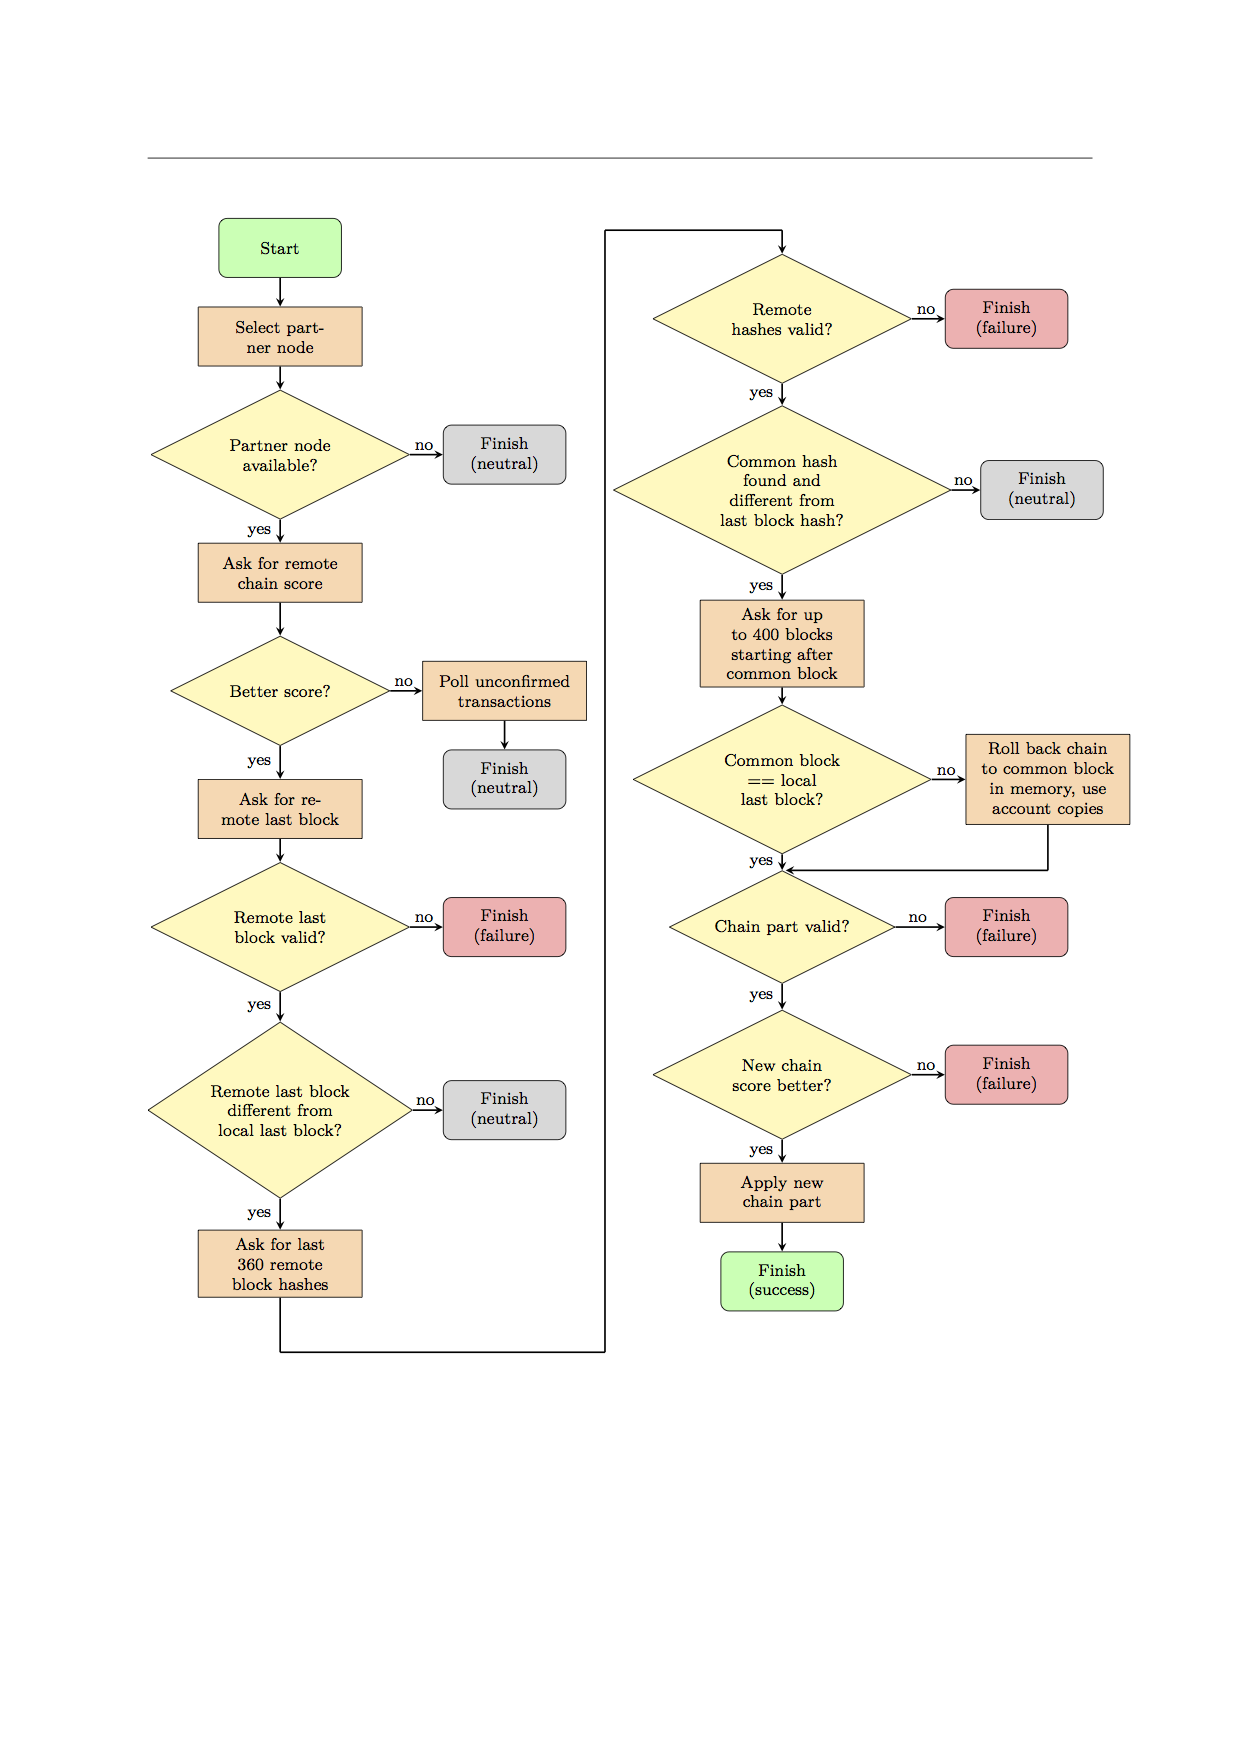 Start
Select part-
ner node
Partner node
available?
no
Finish
(neutral)
yes
Ask for remote
chain score
Better score?
no
Poll unconfirmed
transactions
Finish
(neutral)
yes
Ask for re-
mote last block
Remote last
block valid?
no
Finish
(failure)
yes
Remote last block
different from
local last block?
no
Finish
(neutral)
yes
Ask for last
360 remote
block hashes
Remote
hashes valid?
no
Finish
(failure)
yes
Common hash
found and
different from
last block hash?
no
Finish
(neutral)
yes
Ask for up
to 400 blocks
starting after
common block
Common block
== local
last block?
no
Roll back chain
to common block
in memory, use
account copies
yes
Chain part valid?
no
Finish
(failure)
yes
New chain
score better?
no
Finish
(failure)
yes
Apply new
chain part
Finish
(success)